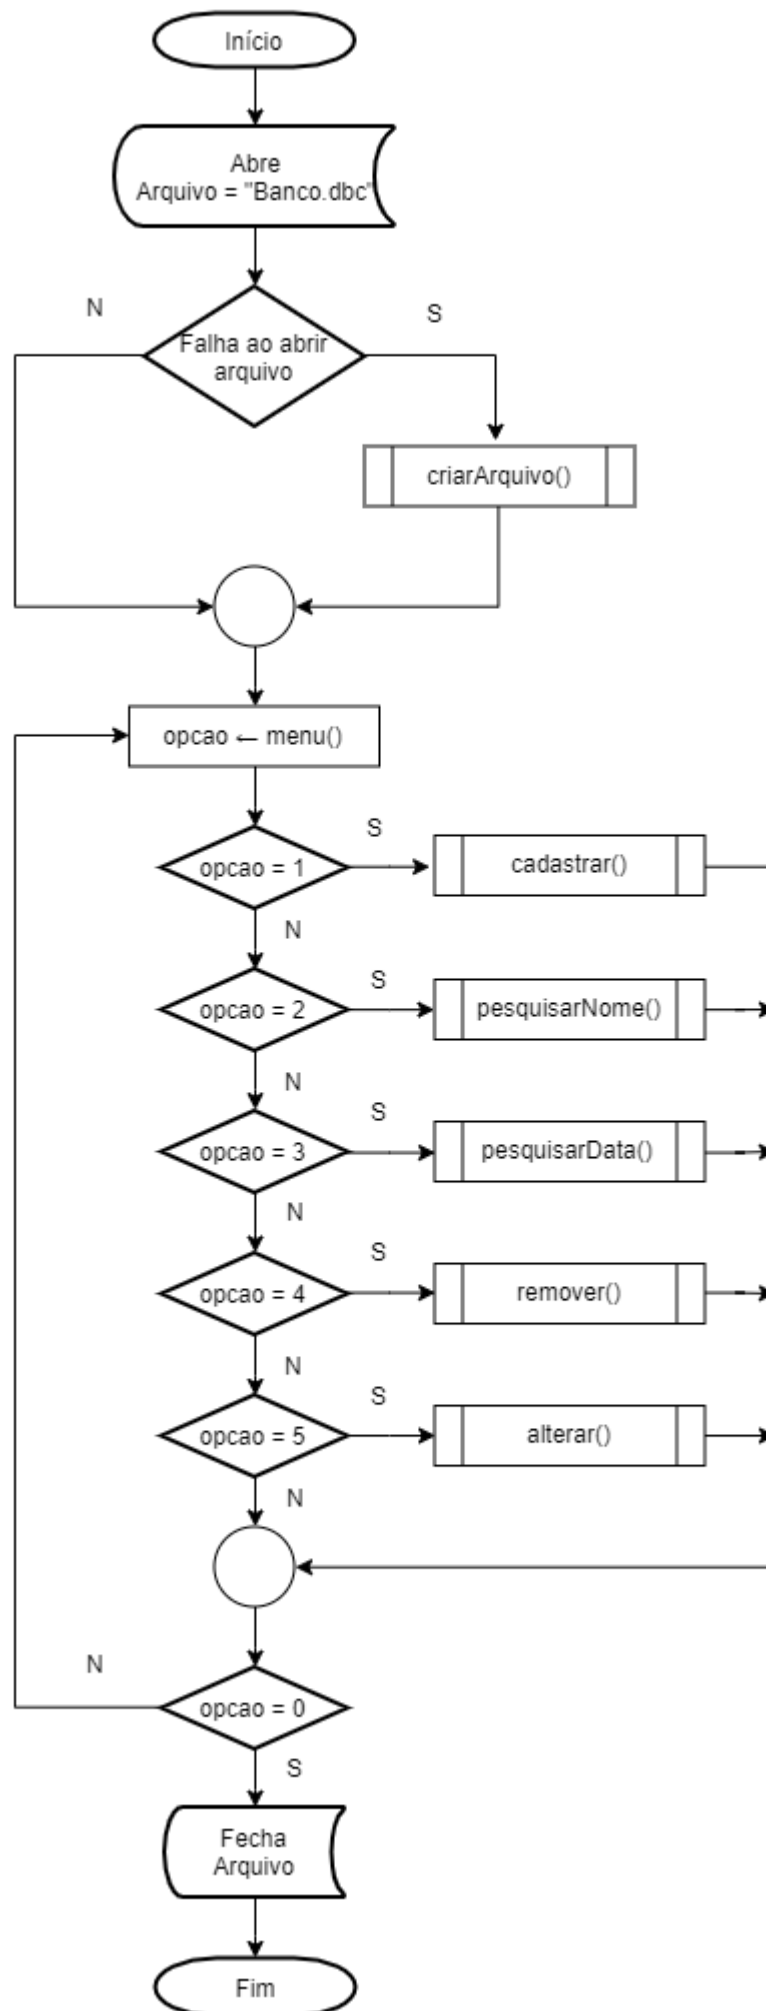 Início
Abre
Arquivo = "Banco.dbc"
N
S
Falha ao abrir
arquivo
criarArquivo()
opcao ← menu()
S
opcao = 1
cadastrar()
N
S
opcao = 2
pesquisarNome()
N
S
opcao = 3
pesquisarData()
N
S
opcao = 4
remover()
N
S
opcao = 5
alterar()
N
N
opcao = 0
S
Fecha
Arquivo
Fim